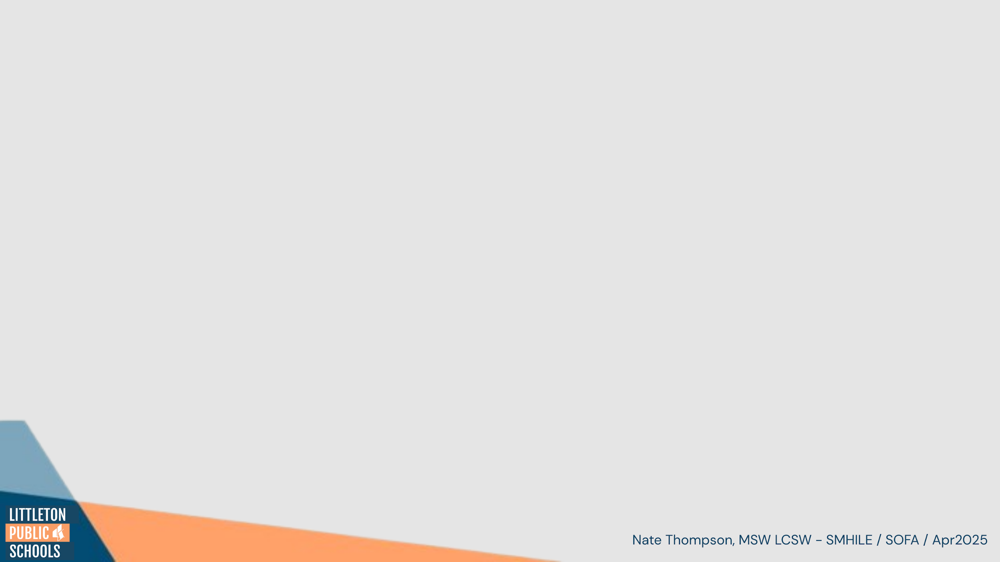 LITTLETON
PUBLIC
SCHOOLS
Nate Thompson, MSW LCSW – SMHILE / SOFA / Apr2025